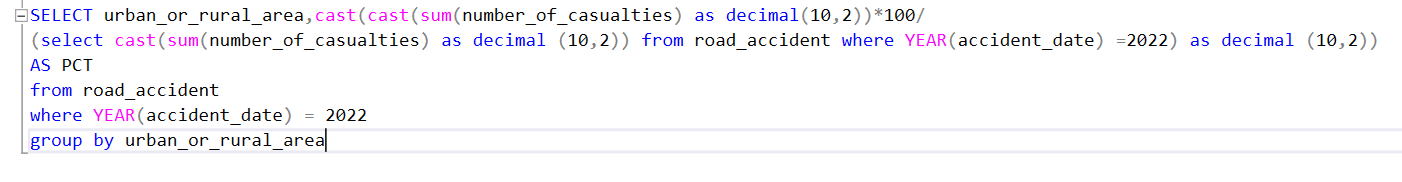 SELECT urban_or_rural_area,cast(cast(sum(number_of_casualties) as decimal(10,2))*100/
(select cast(sum(number_of_casualties) as decimal (10,2)) from road_accident where YEAR(accident_date) =2022) as decimal (10,2))
AS PCT
from road_accident
where YEAR(accident_date) = 2022
group by urban_or_rural_area